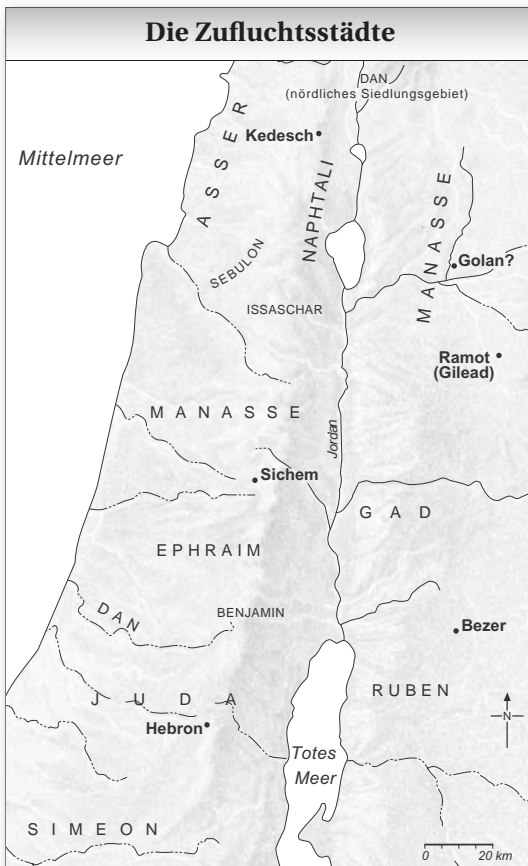 Die Zufluchtsstädte
DAN
(nördliches Siedlungsgebiet)
Kedesch
Mittelmeer
ASSER
NAPHTALI
MANASSE
SEBULON
Golan?
ISSASCHAR
Ramot
(Gilead)
MANASSE
Jordan
Sichem
GAD
EPHRAIM
DAN
BENJAMIN
Bezer
JUDA
RUBEN
Hebron
N
Totes
Meer
SIMEON
0 20 km